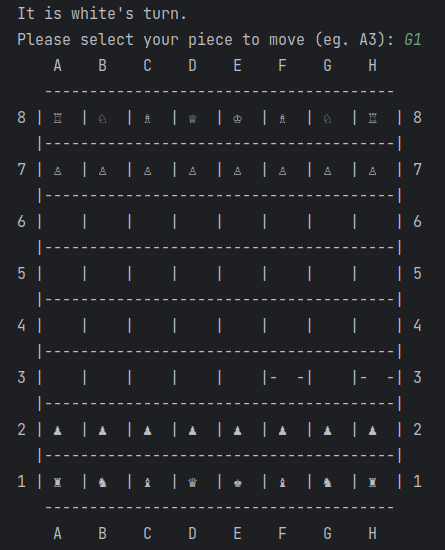 It is white's turn.
Please select your piece to move (eg. A3): G1
A B C D E F G H
---------------------------------------
8 | ♖ | ♘ | ♗ | ♕ | ♔ | ♗ | ♘ | ♖ | 8
|---------------------------------------|
7 | ♙ | ♙ | ♙ | ♙ | ♙ | ♙ | ♙ | ♙ | 7
|---------------------------------------|
6 |   |   |   |   |   |   |   |   | 6
|---------------------------------------|
5 |   |   |   |   |   |   |   |   | 5
|---------------------------------------|
4 |   |   |   |   |   |   |   |   | 4
|---------------------------------------|
3 |   |   |   |   |   |-  -|   |-  -| 3
|---------------------------------------|
2 | ♟ | ♟ | ♟ | ♟ | ♟ | ♟ | ♟ | ♟ | 2
|---------------------------------------|
1 | ♜ | ♞ | ♝ | ♛ | ♚ | ♝ | ♞ | ♜ | 1
---------------------------------------
A B C D E F G H